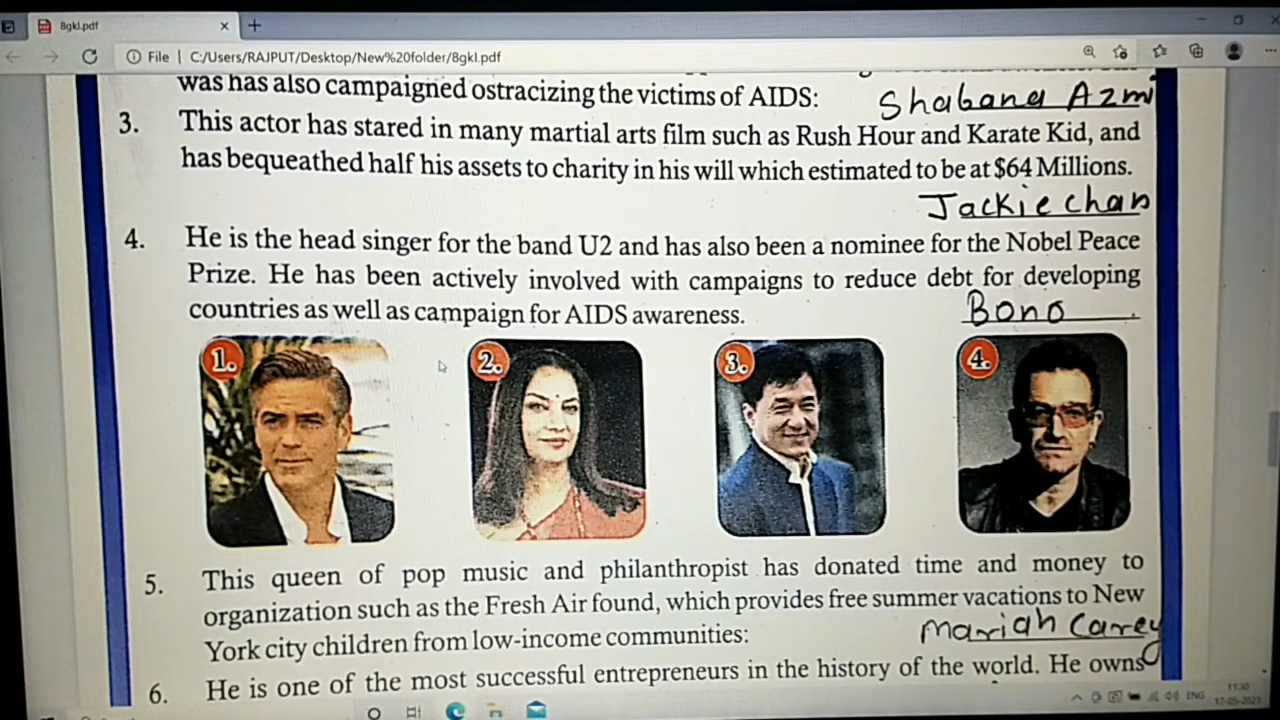 8gkl.pdf
File | C:/Users/RAJPUT/Desktop/New%20folder/8gkl.pdf
was has also campaigned ostracizing the victims of AIDS: Shabana Azmi
3. This actor has stared in many martial arts film such as Rush Hour and Karate Kid, and
has bequeathed half his assets to charity in his will which estimated to be at $64 Millions.
Jackie chan
4. He is the head singer for the band U2 and has also been a nominee for the Nobel Peace
Prize. He has been actively involved with campaigns to reduce debt for developing
countries as well as campaign for AIDS awareness. Bono
1. 2. 3. 4.
5. This queen of pop music and philanthropist has donated time and money to
organization such as the Fresh Air found, which provides free summer vacations to New
York city children from low-income communities: Mariah Carey
6. He is one of the most successful entrepreneurs in the history of the world. He owns
ENG
11:30
17-05-2021